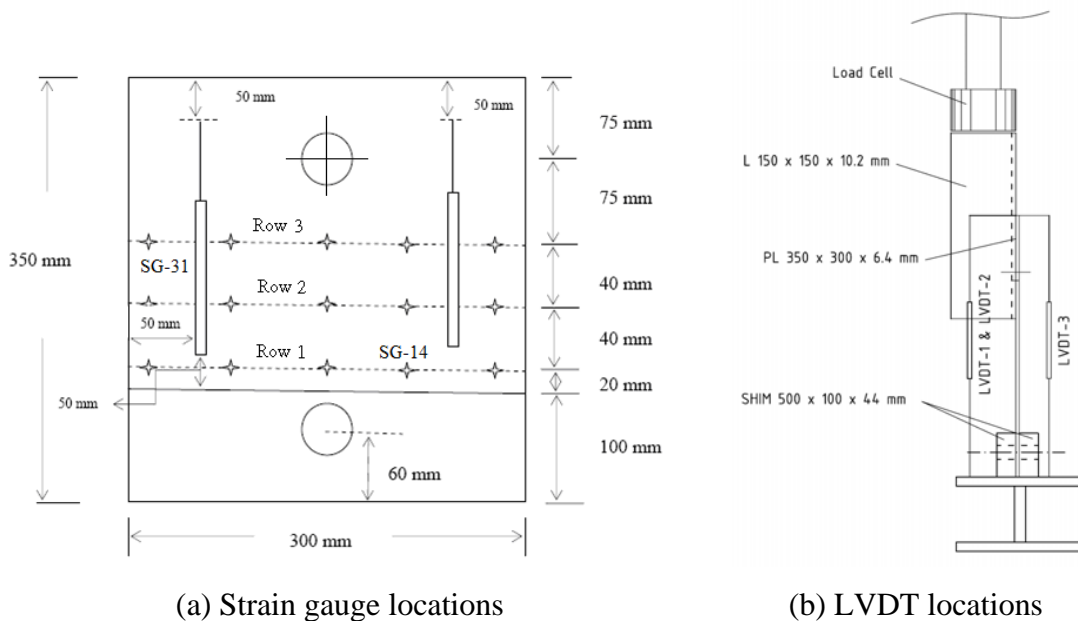 50 mm
50 mm
75 mm
75 mm
Row 3
SG-31
350 mm
40 mm
Row 2
50 mm
40 mm
Row 1
SG-14
20 mm
50 mm
100 mm
60 mm
300 mm
(a) Strain gauge locations
Load Cell
L 150 x 150 x 10.2 mm
PL 350 x 300 x 6.4 mm
LVDT-1 & LVDT-2
LVDT-3
SHIM 500 x 100 x 44 mm
(b) LVDT locations